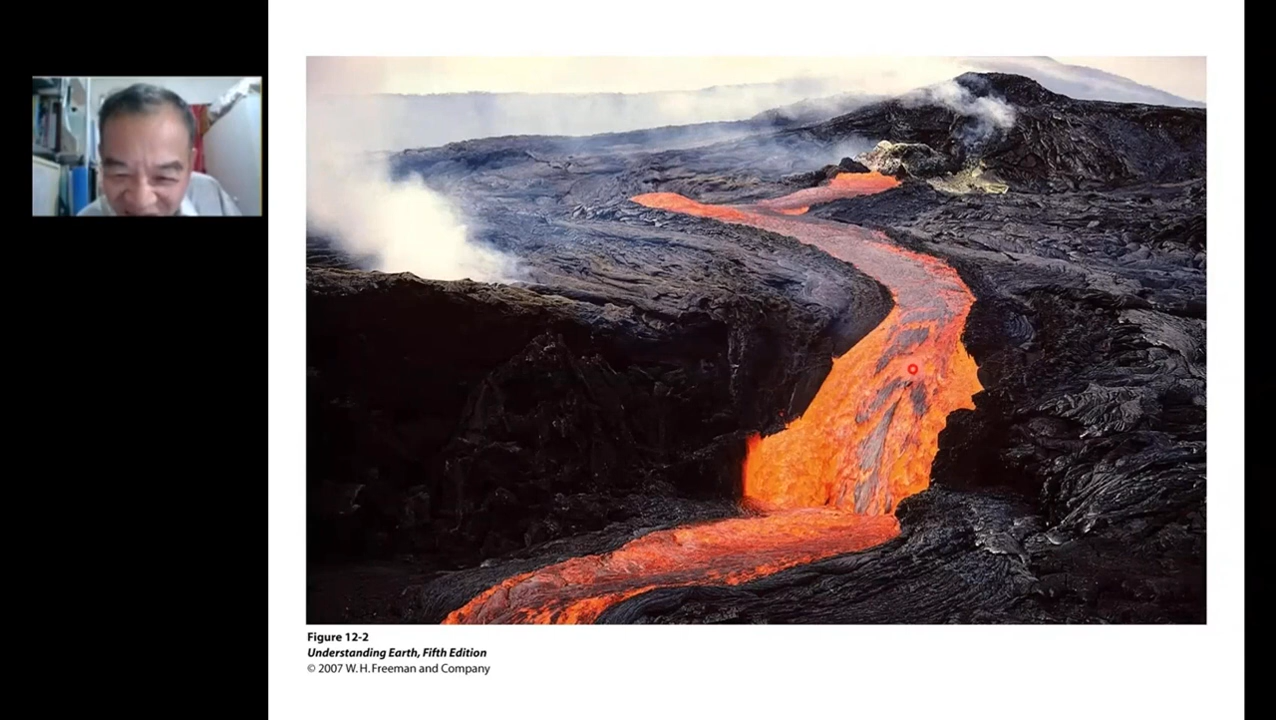 Figure 12-2
Understanding Earth, Fifth Edition
© 2007 W. H. Freeman and Company